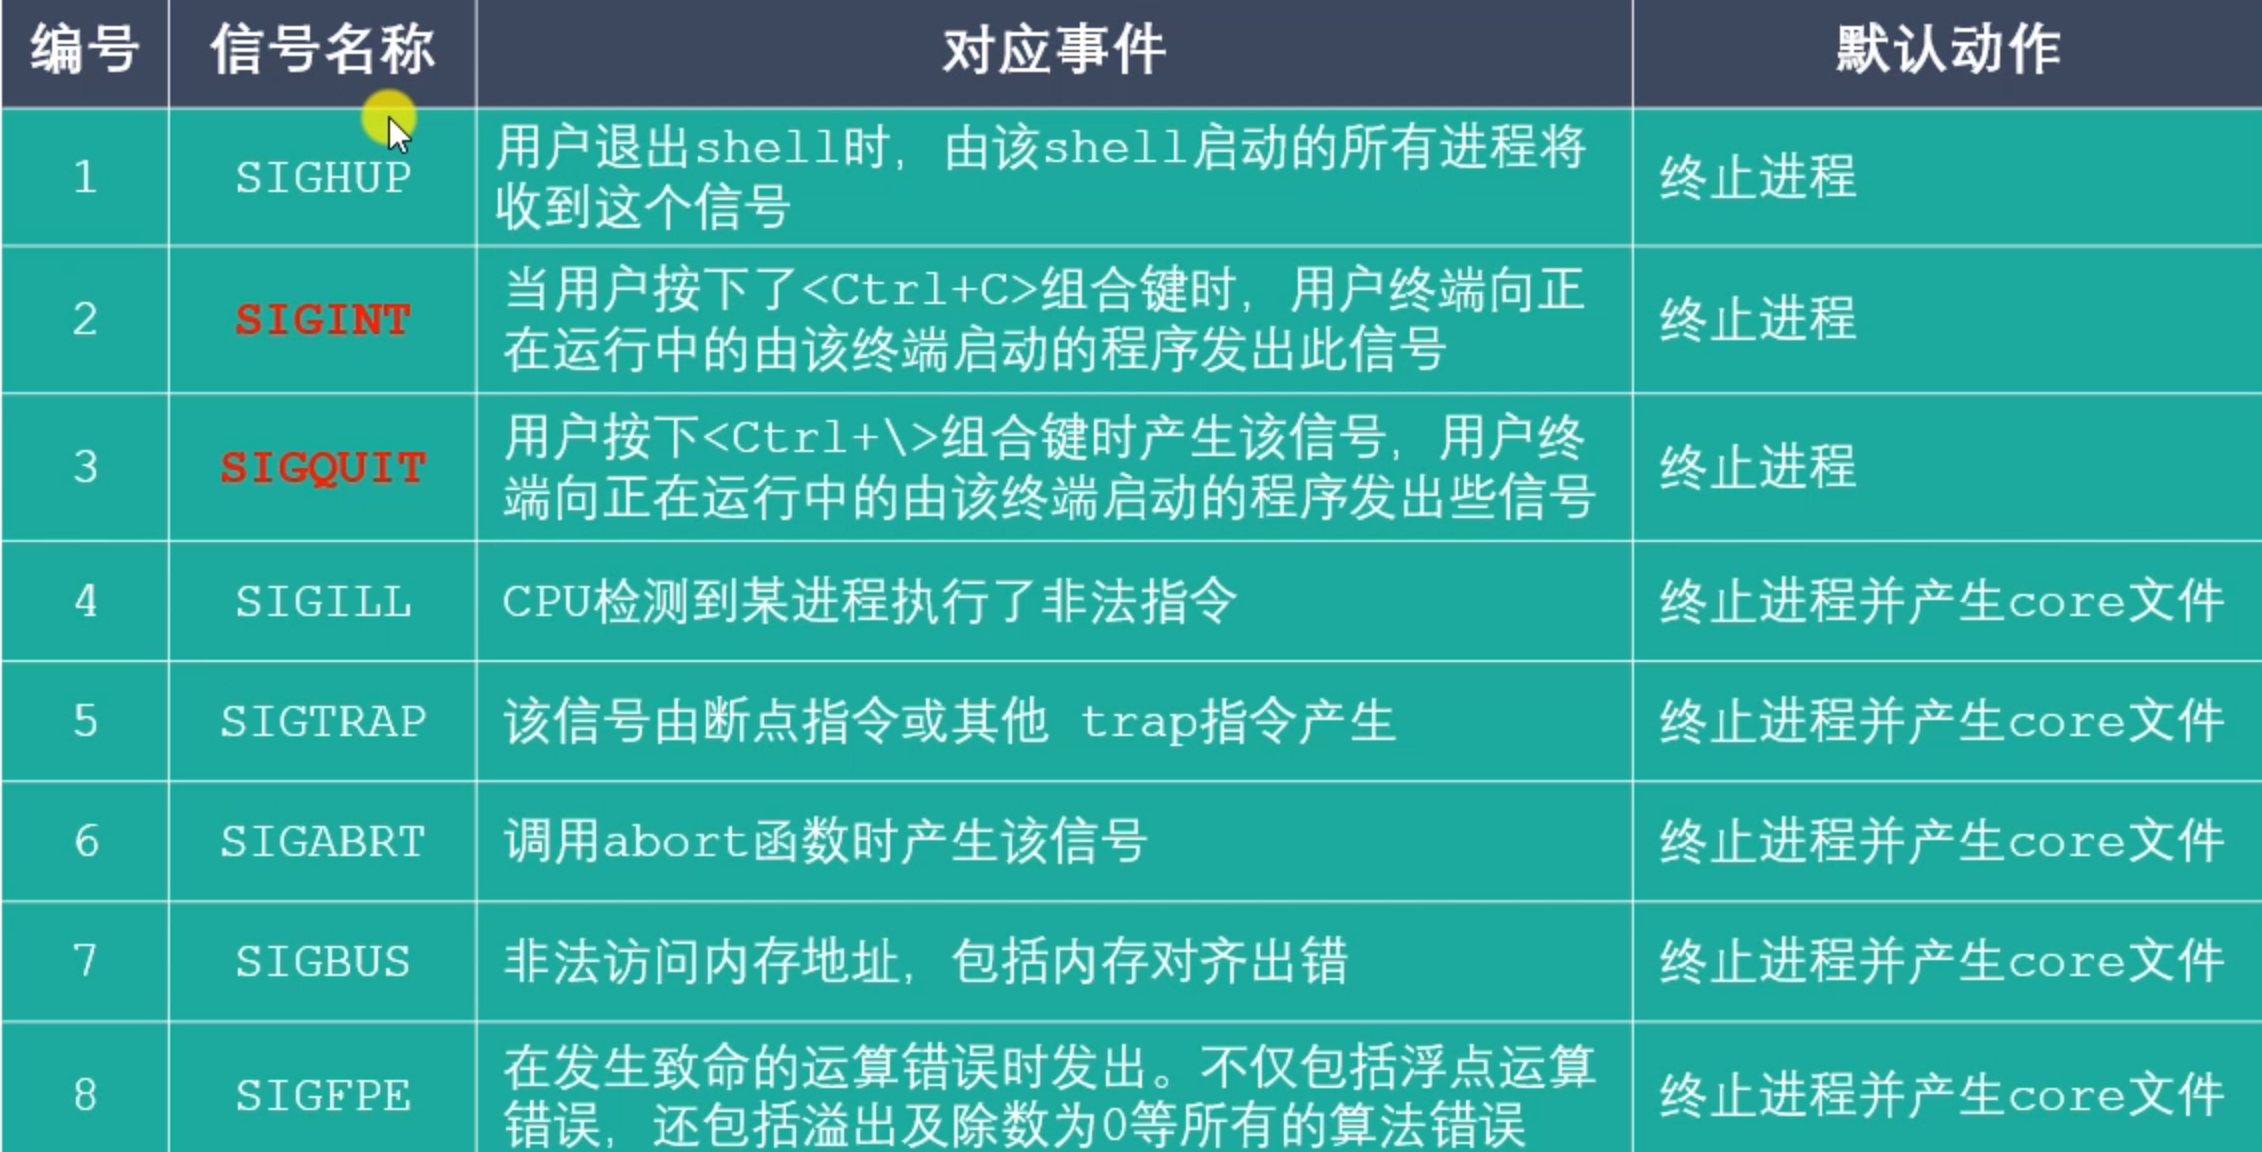 编号 信号名称 对应事件 默认动作
1 SIGHUP 用户退出shell时，由该shell启动的所有进程将
收到这个信号 终止进程
2 SIGINT 当用户按下了<Ctrl+C>组合键时，用户终端向正
在运行中的由该终端启动的程序发出此信号 终止进程
3 SIGQUIT 用户按下<Ctrl+\>组合键时产生该信号，用户终
端向正在运行中的由该终端启动的程序发出些信号 终止进程
4 SIGILL CPU检测到某进程执行了非法指令 终止进程并产生core文件
5 SIGTRAP 该信号由断点指令或其他 trap指令产生 终止进程并产生core文件
6 SIGABRT 调用abort函数时产生该信号 终止进程并产生core文件
7 SIGBUS 非法访问内存地址，包括内存对齐出错 终止进程并产生core文件
8 SIGFPE 在发生致命的运算错误时发出。不仅包括浮点运算
错误，还包括溢出及除数为0等所有的算法错误 终止进程并产生core文件